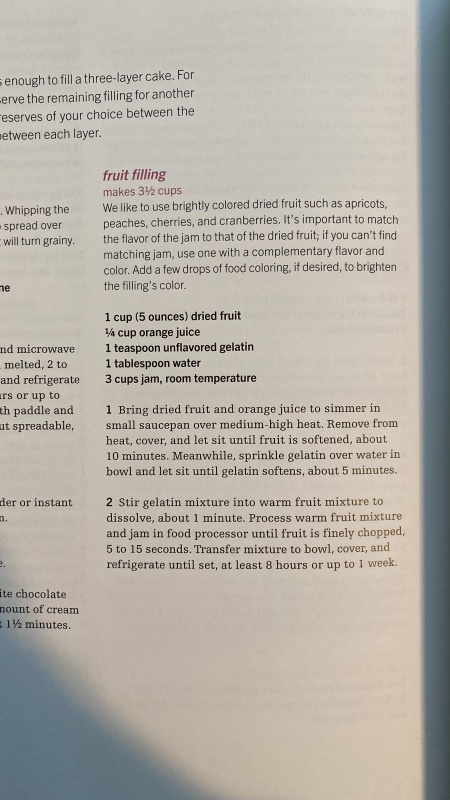 s enough to fill a three-layer cake. For
serve the remaining filling for another
reserves of your choice between the
between each layer.
. Whipping the
spread over
will turn grainy.
ne
nd microwave
melted, 2 to
and refrigerate
urs or up to
th paddle and
ut spreadable,
der or instant
n.
e.
ite chocolate
mount of cream
t 1½ minutes.
fruit filling
makes 3½ cups
We like to use brightly colored dried fruit such as apricots,
peaches, cherries, and cranberries. It's important to match
the flavor of the jam to that of the dried fruit; if you can't find
matching jam, use one with a complementary flavor and
color. Add a few drops of food coloring, if desired, to brighten
the filling's color.
1 cup (5 ounces) dried fruit
¼ cup orange juice
1 teaspoon unflavored gelatin
1 tablespoon water
3 cups jam, room temperature
1 Bring dried fruit and orange juice to simmer in
small saucepan over medium-high heat. Remove from
heat, cover, and let sit until fruit is softened, about
10 minutes. Meanwhile, sprinkle gelatin over water in
bowl and let sit until gelatin softens, about 5 minutes.
2 Stir gelatin mixture into warm fruit mixture to
dissolve, about 1 minute. Process warm fruit mixture
and jam in food processor until fruit is finely chopped,
5 to 15 seconds. Transfer mixture to bowl, cover, and
refrigerate until set, at least 8 hours or up to 1 week.